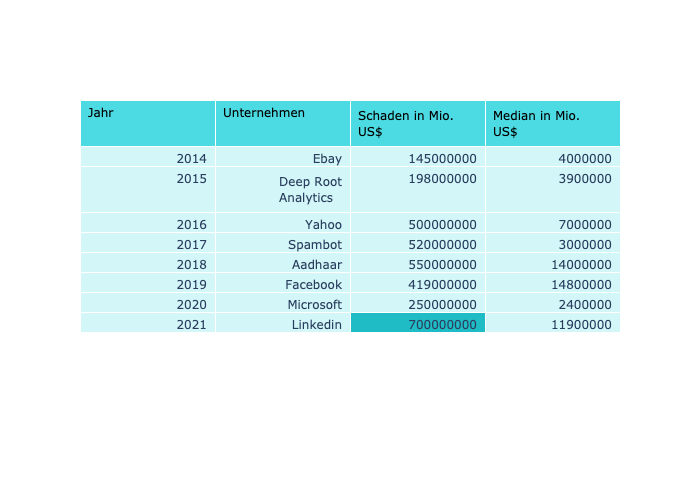 Jahr Unternehmen Schaden in Mio. US$ Median in Mio. US$
2014 Ebay 145000000 4000000
2015 Deep Root Analytics 198000000 3900000
2016 Yahoo 500000000 7000000
2017 Spambot 520000000 3000000
2018 Aadhaar 550000000 14000000
2019 Facebook 419000000 14800000
2020 Microsoft 250000000 2400000
2021 Linkedin 700000000 11900000